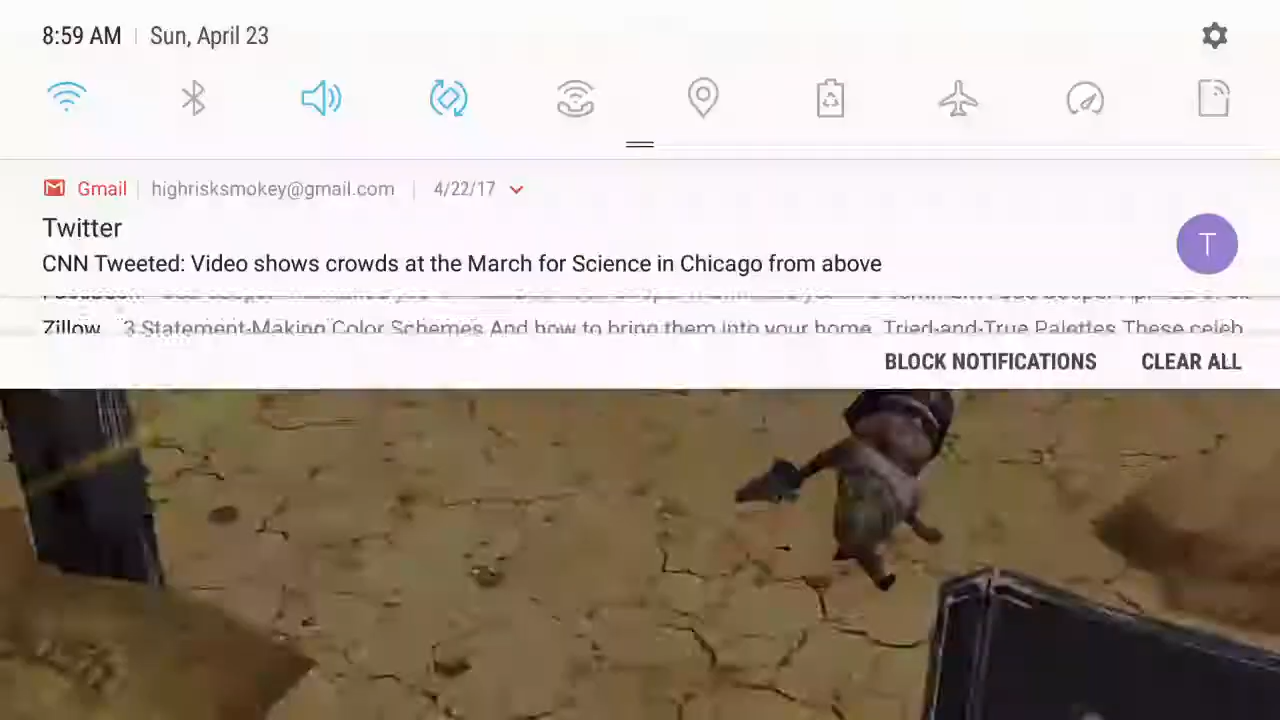 8:59 AM | Sun, April 23
Gmail | highrisksmokey@gmail.com | 4/22/17
Twitter
T
CNN Tweeted: Video shows crowds at the March for Science in Chicago from above
Zillow 3 Statement-Making Color Schemes And how to bring them into your home. Tried-and-True Palettes These celeb
BLOCK NOTIFICATIONS CLEAR ALL